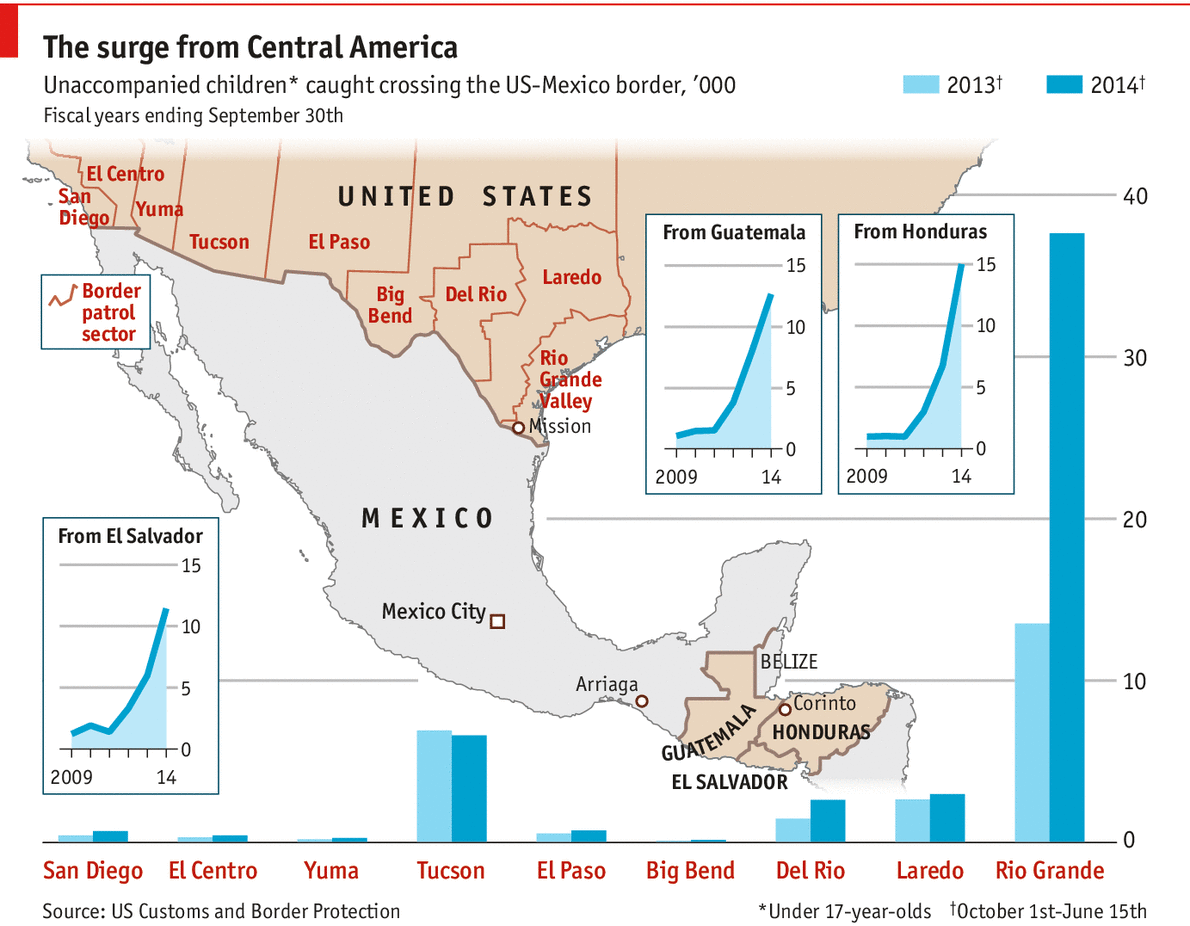 The surge from Central America
Unaccompanied children* caught crossing the US-Mexico border, ’000
Fiscal years ending September 30th
2013†
2014†
El Centro
San
Diego
Yuma
Tucson
El Paso
UNITED STATES
Big
Bend
Del Rio
Laredo
Rio
Grande
Valley
Mission
Border
patrol
sector
From Guatemala
15
10
5
0
2009
14
From Honduras
15
10
5
0
2009
14
40
30
20
10
0
MEXICO
From El Salvador
15
10
5
0
2009
14
Mexico City
Arriaga
BELIZE
Corinto
GUATEMALA
HONDURAS
EL SALVADOR
San Diego
El Centro
Yuma
Tucson
El Paso
Big Bend
Del Rio
Laredo
Rio Grande
Source: US Customs and Border Protection
*Under 17-year-olds †October 1st-June 15th